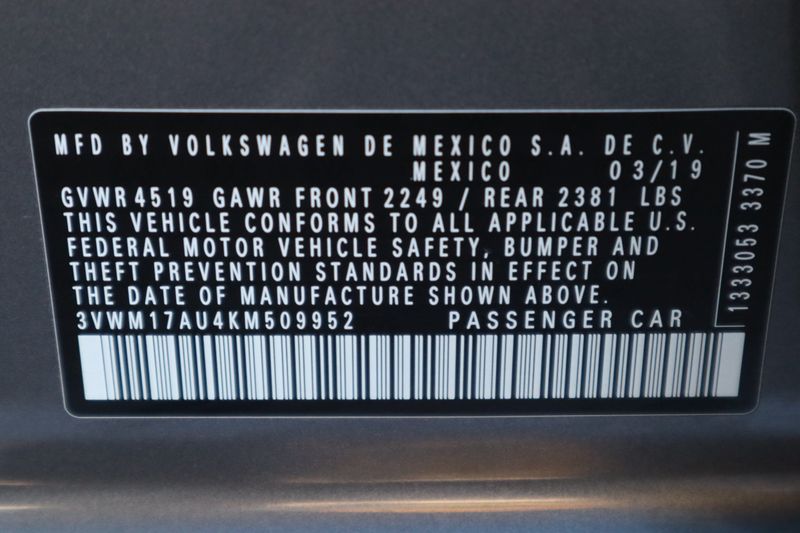 MFD BY VOLKSWAGEN DE MEXICO S.A. DE C.V.
MEXICO 03/19
GVWR 4519 GAWR FRONT 2249 / REAR 2381 LBS
THIS VEHICLE CONFORMS TO ALL APPLICABLE U.S.
FEDERAL MOTOR VEHICLE SAFETY, BUMPER AND
THEFT PREVENTION STANDARDS IN EFFECT ON
THE DATE OF MANUFACTURE SHOWN ABOVE.
3VWM17AU4KM509952 PASSENGER CAR
1333053 3370 M